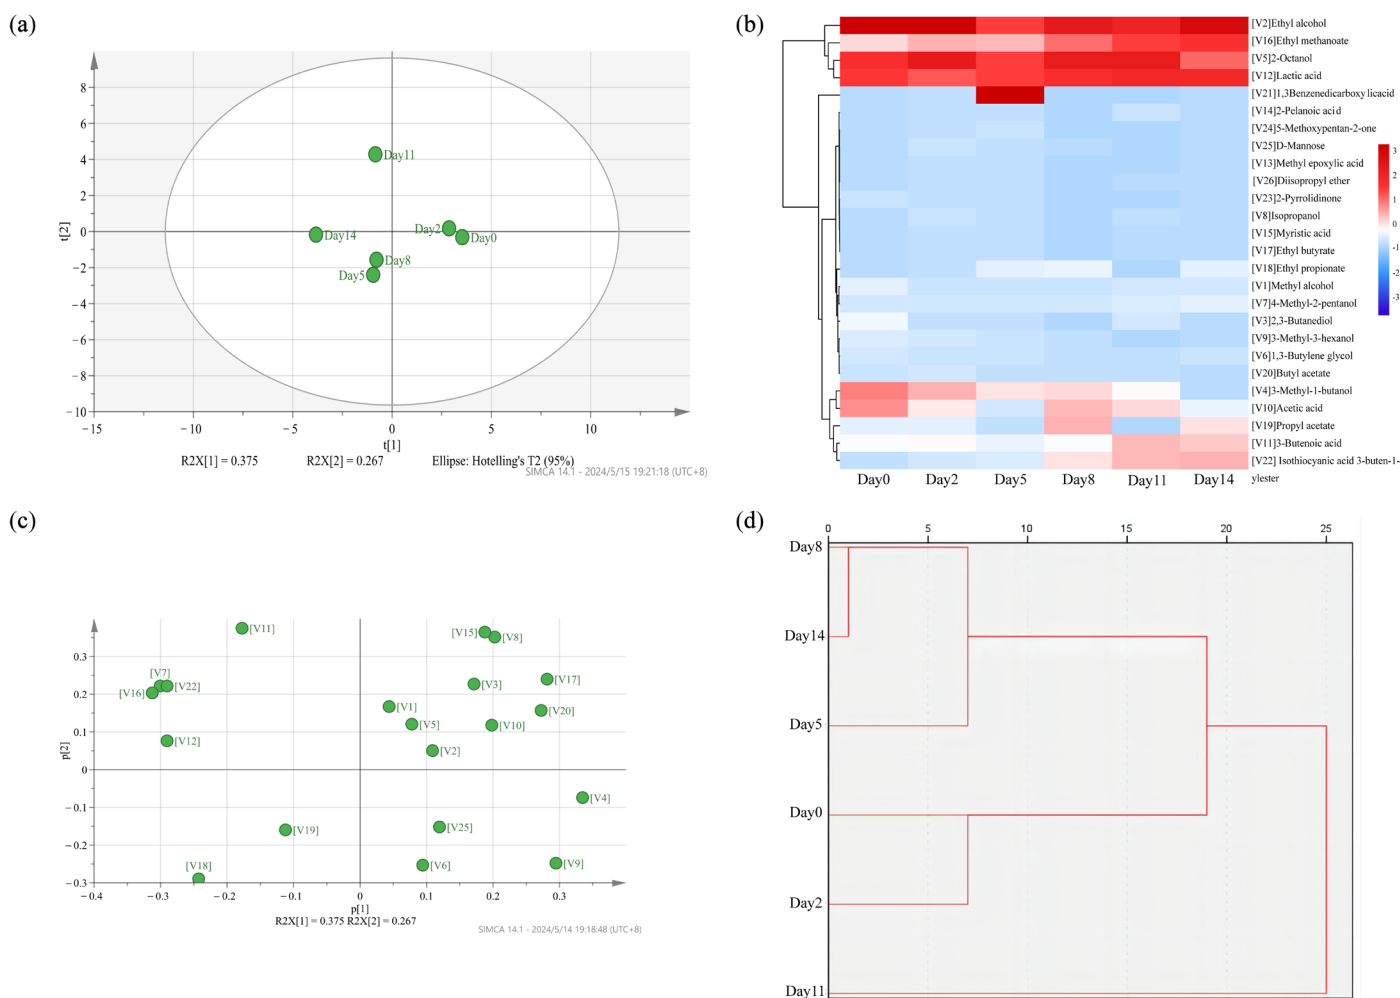 (a)
8
6
4
2
0
−2
−4
−6
−8
−10
t[2]
Day11
Day2
Day0
Day14
Day8
Day5
−15
−10
−5
0
5
10
t[1]
R2X[1] = 0.375 R2X[2] = 0.267 Ellipse: Hotelling's T2 (95%)
SIMCA 14.1 - 2024/5/15 19:21:18 (UTC+8)
(b)
[V2]Ethyl alcohol
[V16]Ethyl methanoate
[V5]2-Octanol
[V12]Lactic acid
[V21]1,3Benzenedicarboxylicacid
[V14]2-Pelanoic acid
[V24]5-Methoxypentan-2-one
[V25]D-Mannose
[V13]Methyl epoxylic acid
[V26]Diisopropyl ether
[V23]2-Pyrrolidinone
[V8]Isopropanol
[V15]Myristic acid
[V17]Ethyl butyrate
[V18]Ethyl propionate
[V1]Methyl alcohol
[V7]4-Methyl-2-pentanol
[V3]2,3-Butanediol
[V9]3-Methyl-3-hexanol
[V6]1,3-Butylene glycol
[V20]Butyl acetate
[V4]3-Methyl-1-butanol
[V10]Acetic acid
[V19]Propyl acetate
[V11]3-Butenoic acid
[V22] Isothiocyanic acid 3-buten-1-
ylester
Day0 Day2 Day5 Day8 Day11 Day14
3
2
1
0
-1
-2
-3
(c)
0.3
0.2
0.1
0
−0.1
−0.2
−0.3
p[2]
[V11]
[V15]
[V8]
[V7]
[V22]
[V16]
[V3]
[V17]
[V1]
[V20]
[V5]
[V10]
[V12]
[V2]
[V4]
[V19]
[V25]
[V18]
[V6]
[V9]
−0.4
−0.3
−0.2
−0.1
0
0.1
0.2
0.3
p[1]
R2X[1] = 0.375 R2X[2] = 0.267
SIMCA 14.1 - 2024/5/14 19:18:48 (UTC+8)
(d)
0 5 10 15 20 25
Day8
Day14
Day5
Day0
Day2
Day11